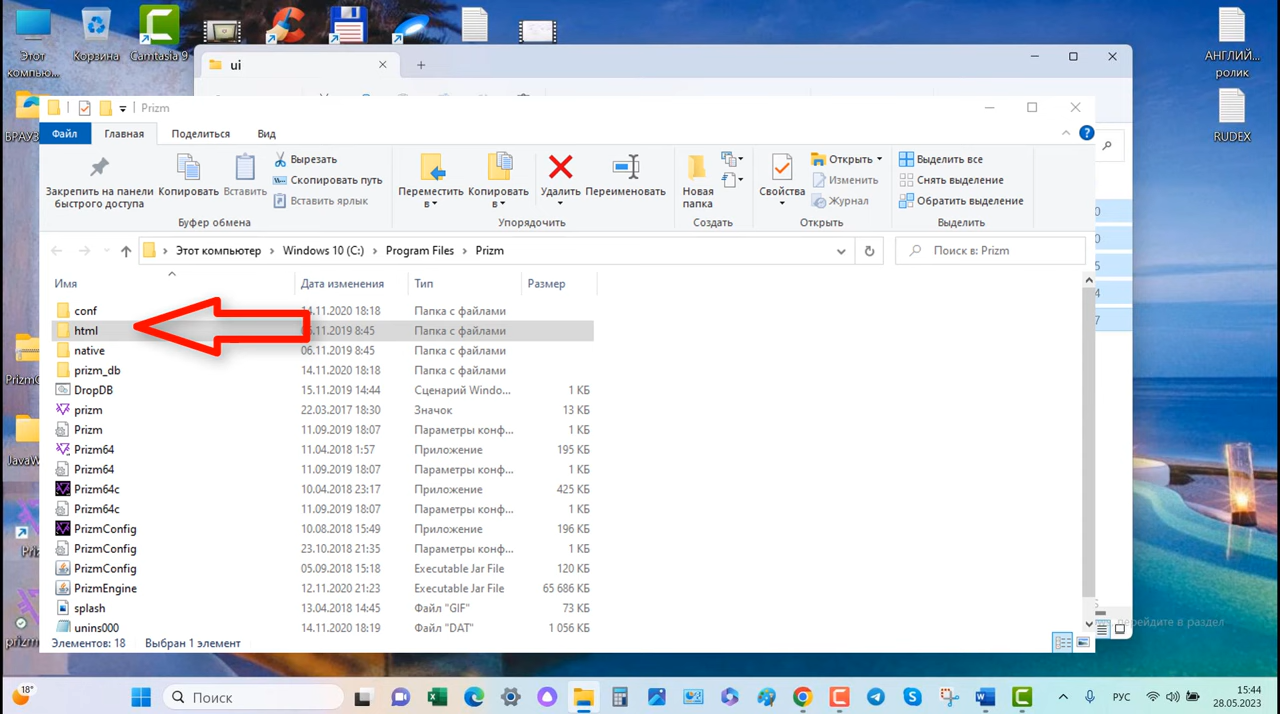 Этот
компью...
Корзина
Camtasia 9
АНГЛИЙ...
ролик
RUDEX
ui
Prizm
Файл
Главная
Поделиться
Вид
Закрепить на панели
быстрого доступа
Копировать
Вставить
Вырезать
Скопировать путь
Вставить ярлык
Буфер обмена
Переместить
в
Копировать
в
Удалить
Переименовать
Упорядочить
Новая
папка
Создать
Свойства
Открыть
Изменить
Журнал
Открыть
Выделить все
Снять выделение
Обратить выделение
Выделить
Этот компьютер > Windows 10 (C:) > Program Files > Prizm
Поиск в: Prizm
Имя Дата изменения Тип Размер
conf 14.11.2020 18:18 Папка с файлами
html 11.2019 8:45 Папка с файлами
native 06.11.2019 8:45 Папка с файлами
prizm_db 14.11.2020 18:18 Папка с файлами
DropDB 15.11.2019 14:44 Сценарий Windo... 1 КБ
prizm 22.03.2017 18:30 Значок 13 КБ
Prizm 11.09.2019 18:07 Параметры конф... 1 КБ
Prizm64 11.04.2018 1:57 Приложение 195 КБ
Prizm64 11.09.2019 18:07 Параметры конф... 1 КБ
Prizm64c 10.04.2018 23:17 Приложение 425 КБ
Prizm64c 11.09.2019 18:07 Параметры конф... 1 КБ
PrizmConfig 10.08.2018 15:49 Приложение 196 КБ
PrizmConfig 23.10.2018 21:35 Параметры конф... 1 КБ
PrizmConfig 05.09.2018 15:18 Executable Jar File 120 КБ
PrizmEngine 12.11.2020 21:23 Executable Jar File 65 686 КБ
splash 13.04.2018 14:45 Файл "GIF" 73 КБ
unins000 14.11.2020 18:19 Файл "DAT" 1 056 КБ
Элементов: 18 Выбран 1 элемент
перейдите в раздел
18°
Поиск
РУС
15:44
28.05.2023